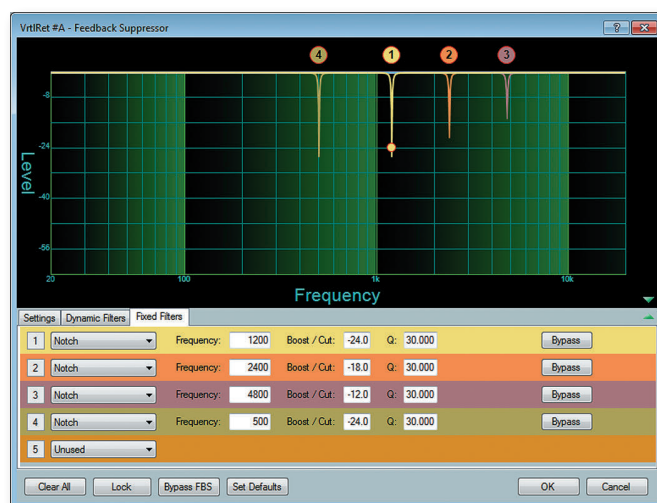 VrtlRet #A - Feedback Suppressor
? x
4 1 2 3
-8
-24
-40
-56
Level
20 100 1k 10k
Frequency
Settings Dynamic Filters Fixed Filters
1 Notch Frequency: 1200 Boost / Cut: -24.0 Q: 30.000 Bypass
2 Notch Frequency: 2400 Boost / Cut: -18.0 Q: 30.000 Bypass
3 Notch Frequency: 4800 Boost / Cut: -12.0 Q: 30.000 Bypass
4 Notch Frequency: 500 Boost / Cut: -24.0 Q: 30.000 Bypass
5 Unused
Clear All Lock Bypass FBS Set Defaults OK Cancel